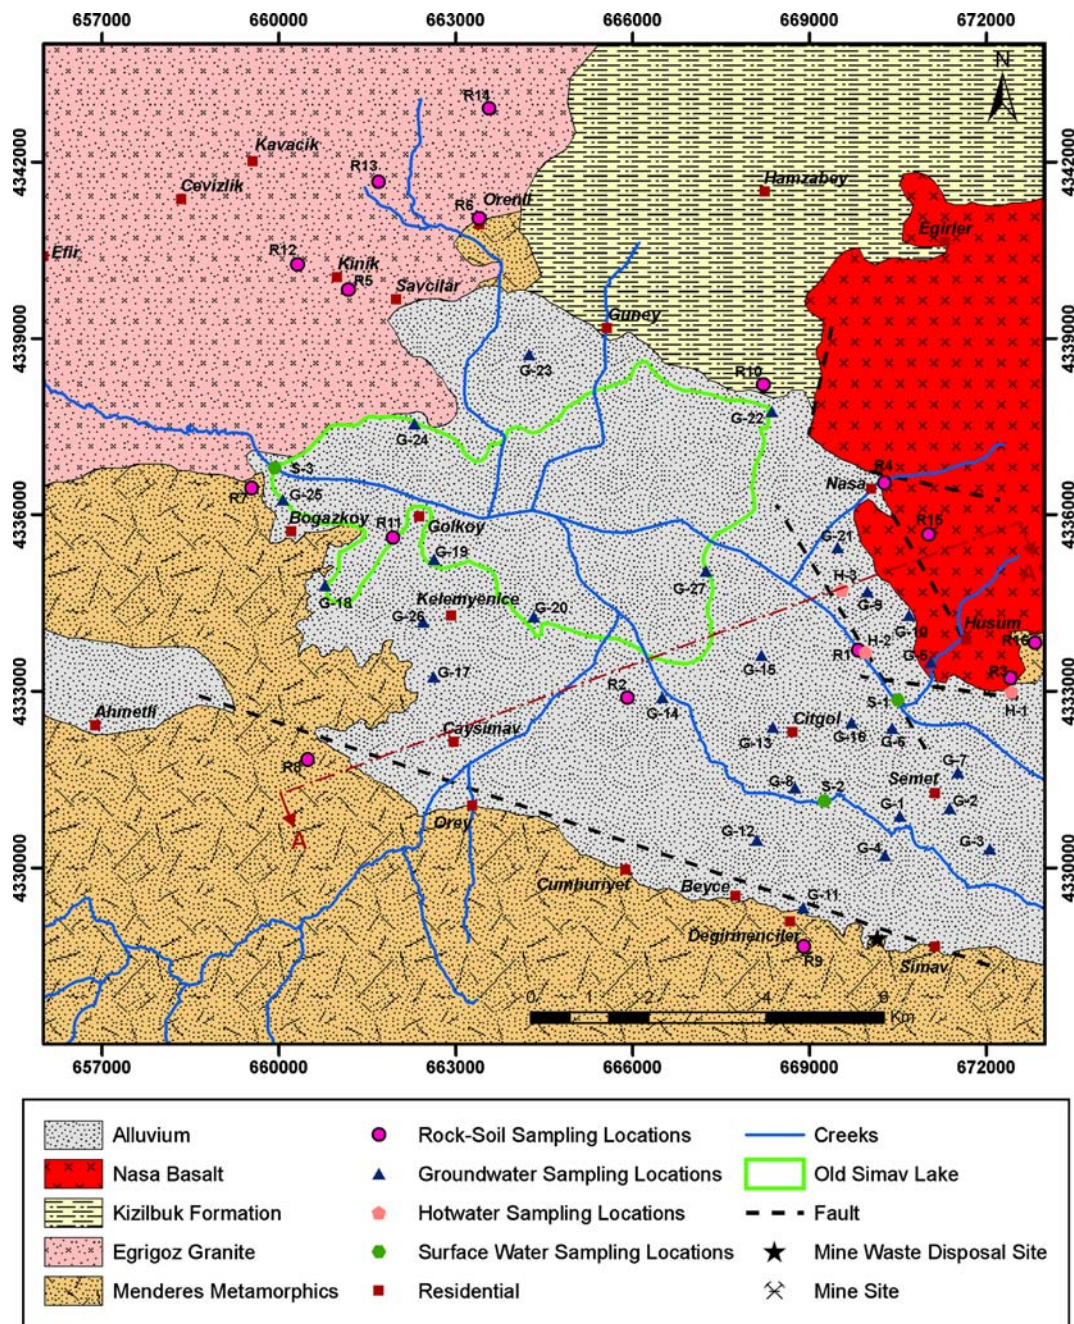 657000 660000 663000 666000 669000 672000
N
R14
4342000 4342000
Kavacik
R13
Cevizlik
Hamzabey
R6 Orenli
Egirler
R12
Efir
Kinik
R5
Savcilar
Guney
4339000 4339000
G-23
R10
G-22
G-24
S-3
R4
R7
G-25
Nasa
4336000 4336000
Bogazkoy
R11
Golkoy
R15
G-21
G-19
A'
G-27
H-3
G-18
G-9
Kelemyenice
G-20
G-26
G-10
Husum
H-2
R16
R1
G-15
G-5
G-17
R3
4333000 4333000
R2
S-1
H-1
Ahmetli
G-14
Citgol
Caysimav
G-13
G-16
G-6
R8
G-7
G-8
S-2
Semet
Orey
G-1
G-2
A
G-12
G-4
G-3
4330000 4330000
Cumhuriyet
Beyce
G-11
Degirmenciler
R9
Simav
0 1 2 4 6
Km
657000 660000 663000 666000 669000 672000
Alluvium
Nasa Basalt
Kizilbuk Formation
Egrigoz Granite
Menderes Metamorphics
Rock-Soil Sampling Locations
Groundwater Sampling Locations
Hotwater Sampling Locations
Surface Water Sampling Locations
Residential
Creeks
Old Simav Lake
Fault
Mine Waste Disposal Site
Mine Site